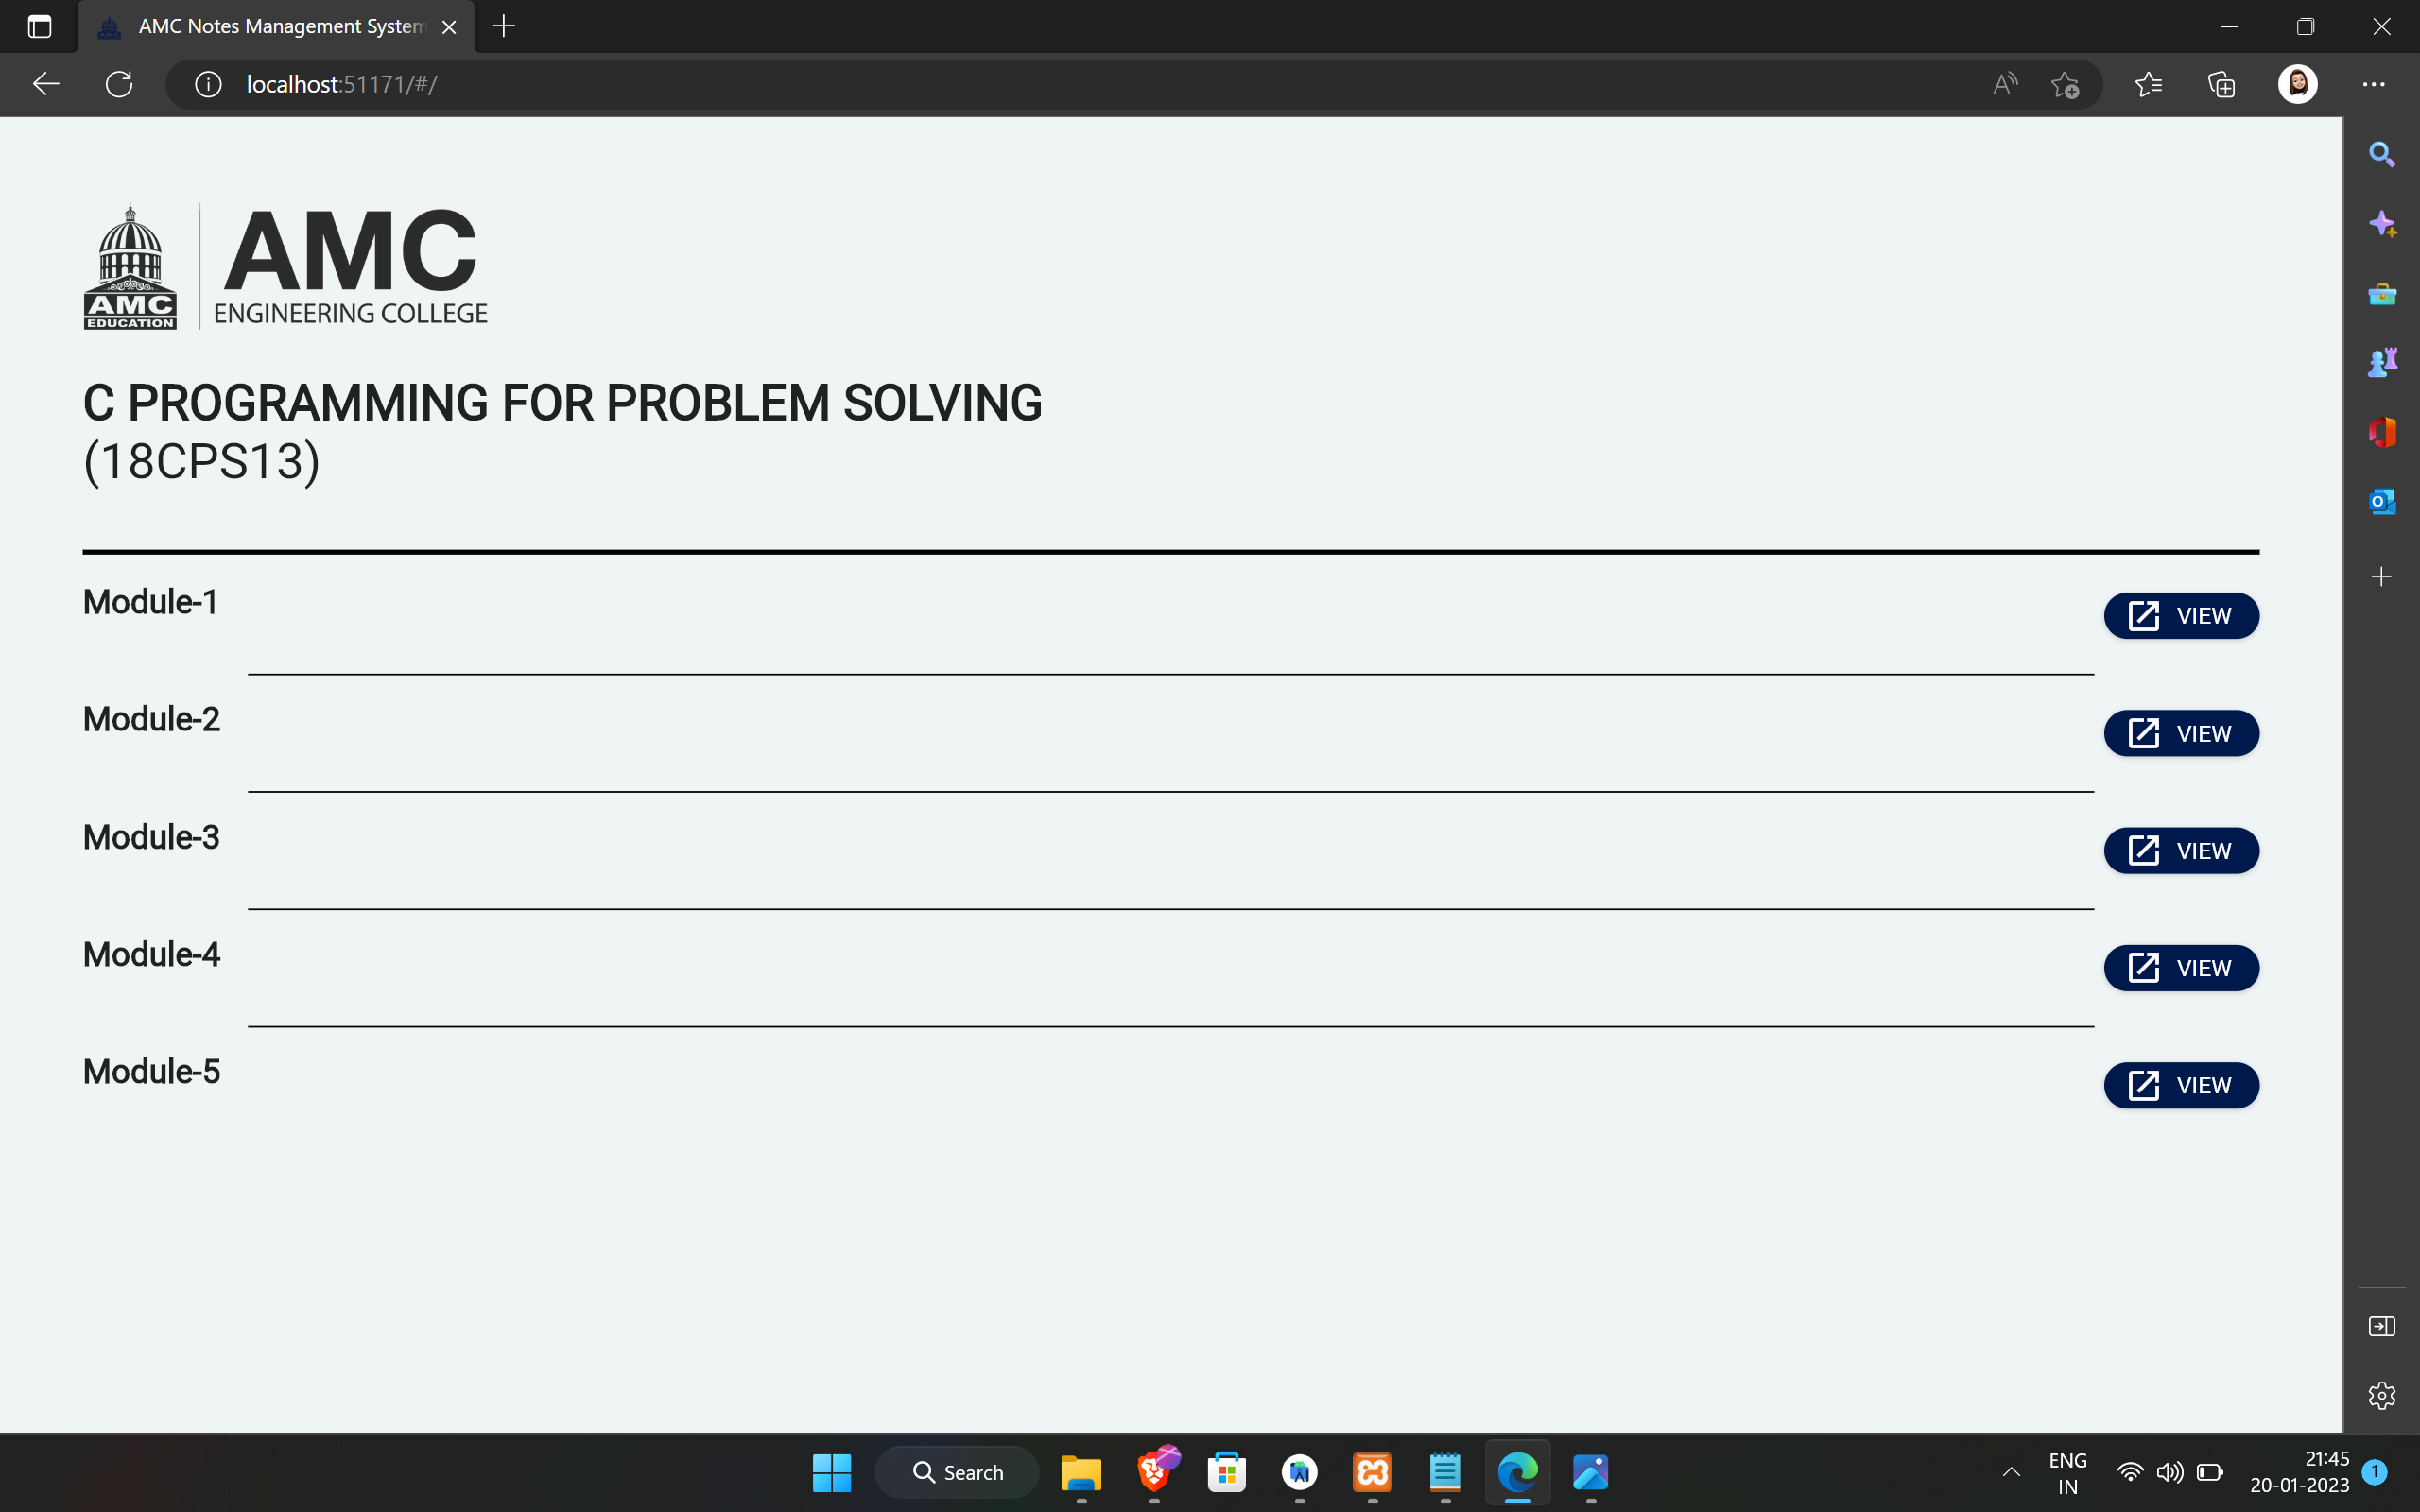 AMC Notes Management System
localhost:51171/#/
AMC
EDUCATION
AMC
ENGINEERING COLLEGE
C PROGRAMMING FOR PROBLEM SOLVING
(18CPS13)
Module-1
VIEW
Module-2
VIEW
Module-3
VIEW
Module-4
VIEW
Module-5
VIEW
Search
ENG
IN
21:45
20-01-2023
1